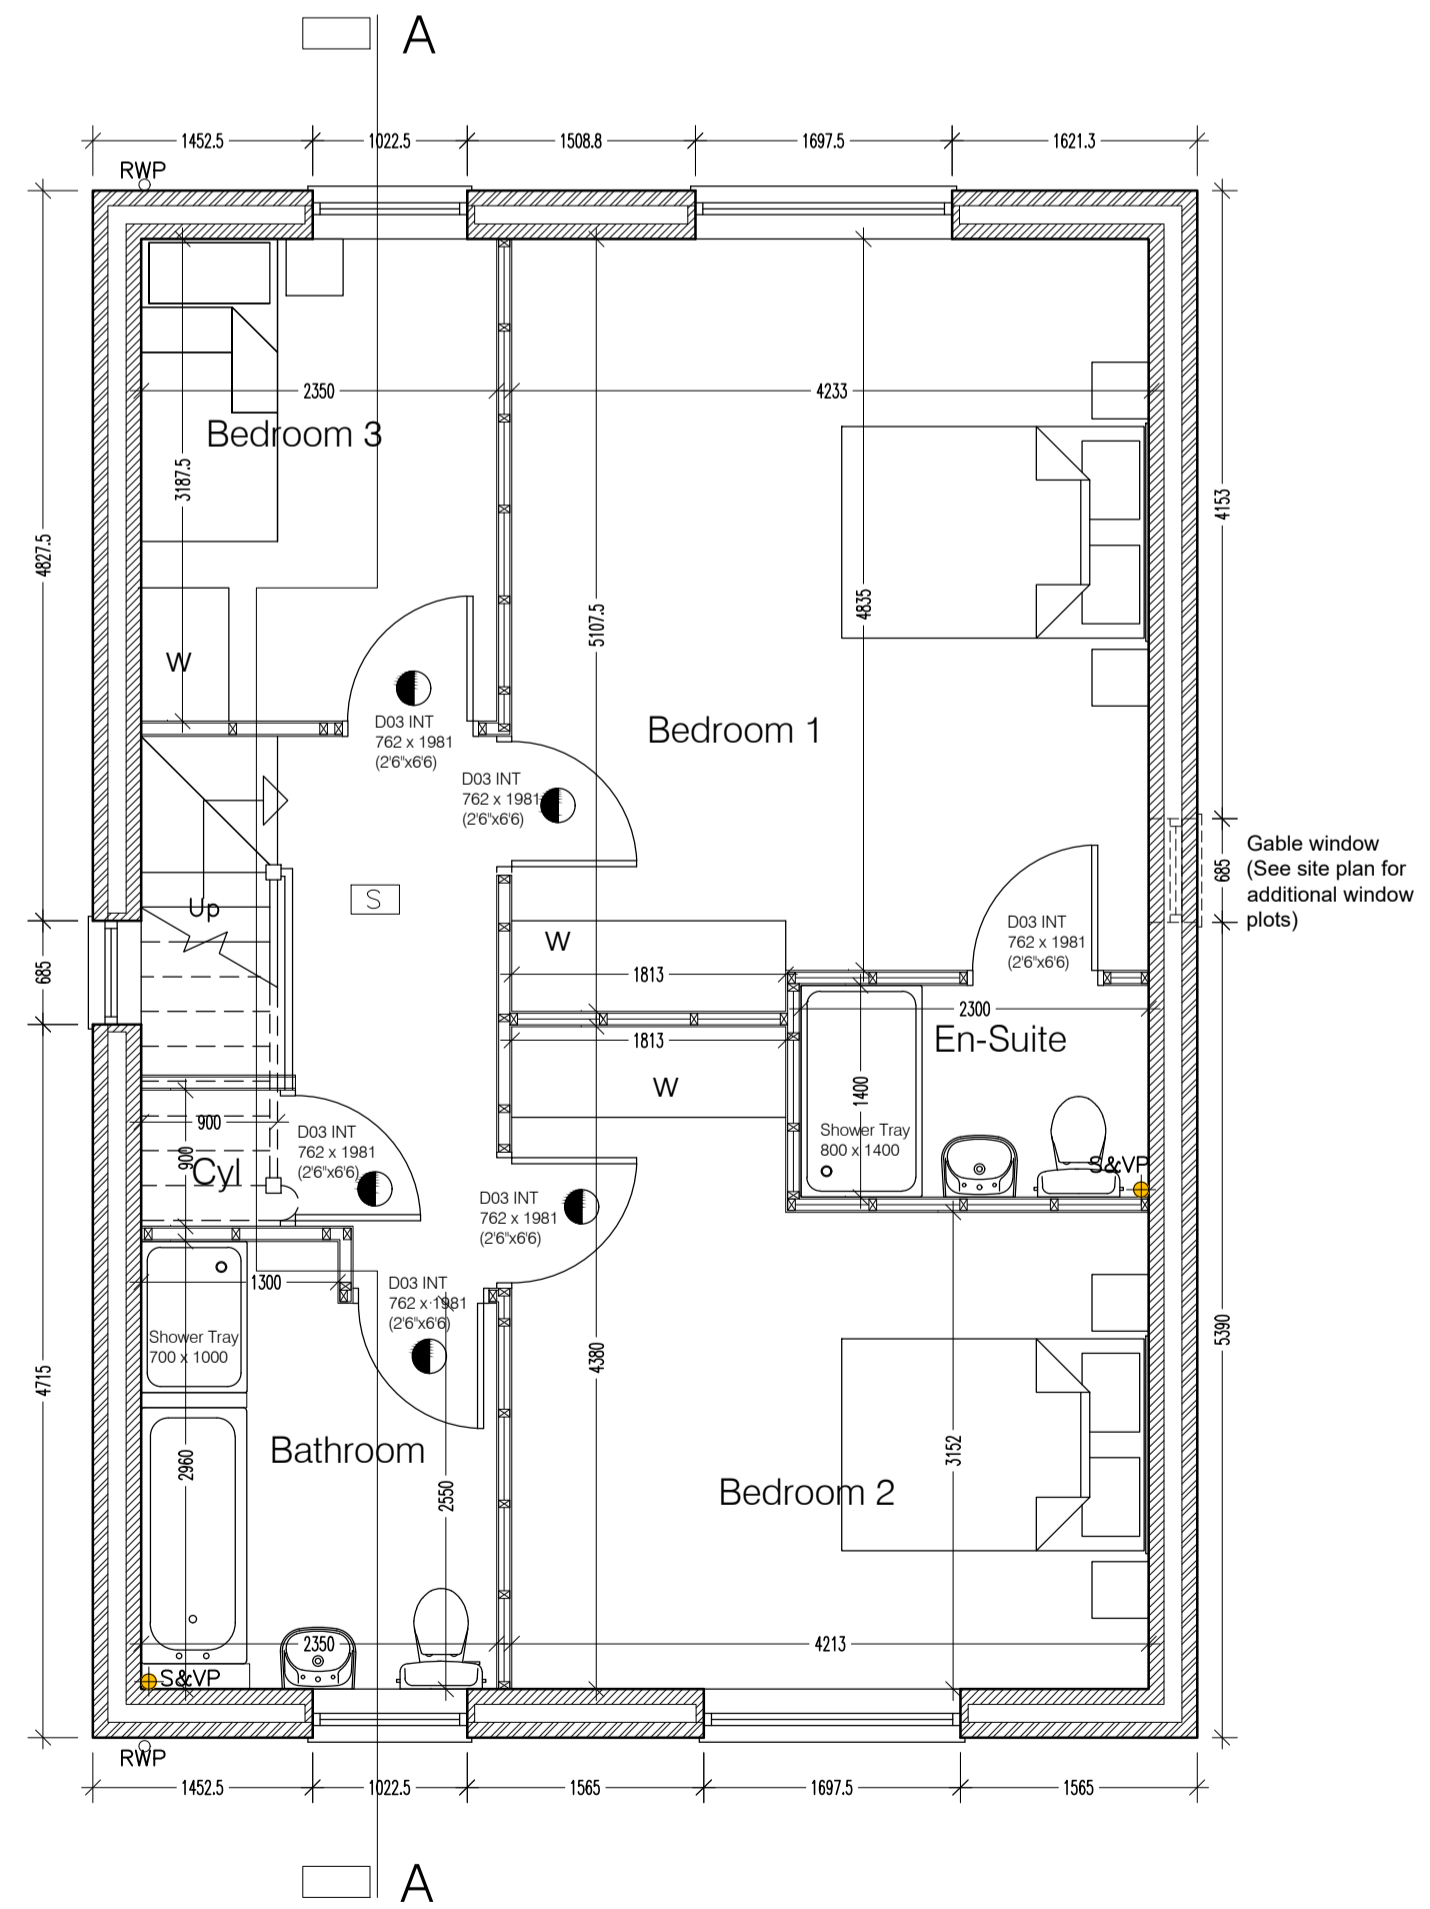 A
1452.5
1022.5
1508.8
1697.5
1621.3
RWP
2350
4233
Bedroom 3
3187.5
4827.5
4153
4835
5107.5
W
Bedroom 1
D03 INT
762 x 1981
(2'6"x6'6)
D03 INT
762 x 1981
(2'6"x6'6)
Gable window
(See site plan for
additional window
plots)
685
S
Up
W
D03 INT
762 x 1981
(2'6"x6'6)
685
1813
2300
En-Suite
1813
W
1400
Shower Tray
800 x 1400
S&VP
900
900
Cyl
D03 INT
762 x 1981
(2'6"x6'6)
D03 INT
762 x 1981
(2'6"x6'6)
1300
D03 INT
762 x 1981
(2'6"x6'6)
Shower Tray
700 x 1000
4380
5390
4715
Bathroom
2960
2550
3152
Bedroom 2
2350
4213
S&VP
RWP
1452.5
1022.5
1565
1697.5
1565
A